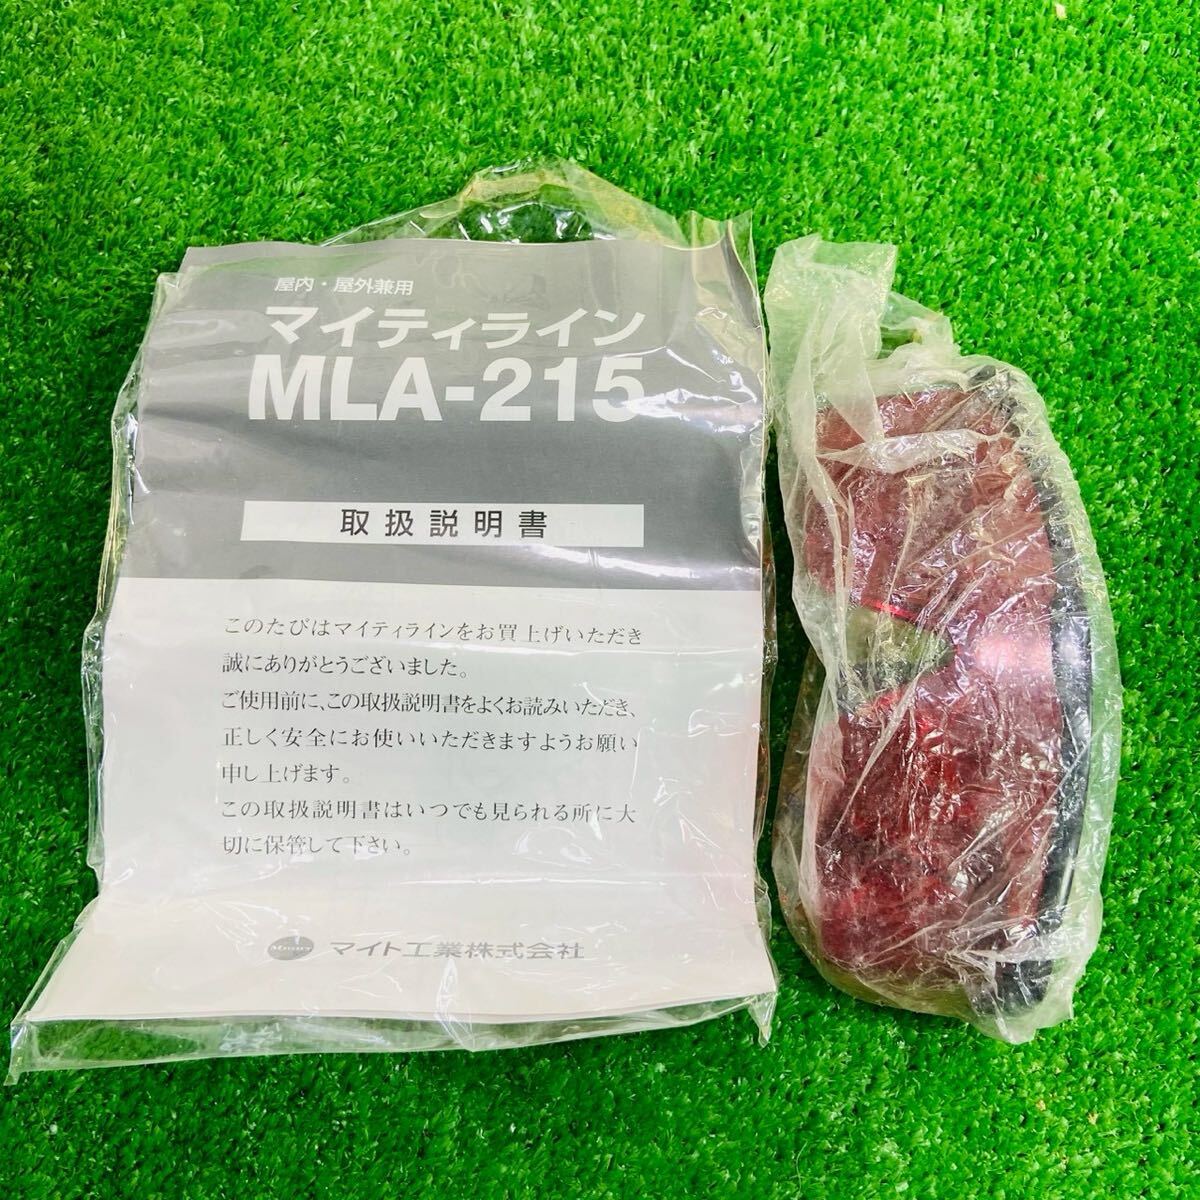 屋内・屋外兼用
マイティライン
MLA-215
取扱説明書
このたびはマイティラインをお買上げいただき
誠にありがとうございました。
ご使用前に、この取扱説明書をよくお読みいただき、
正しく安全にお使いいただきますようお願い
申し上げます。
この取扱説明書はいつでも見られる所に大
切に保管して下さい。
マイト工業株式会社